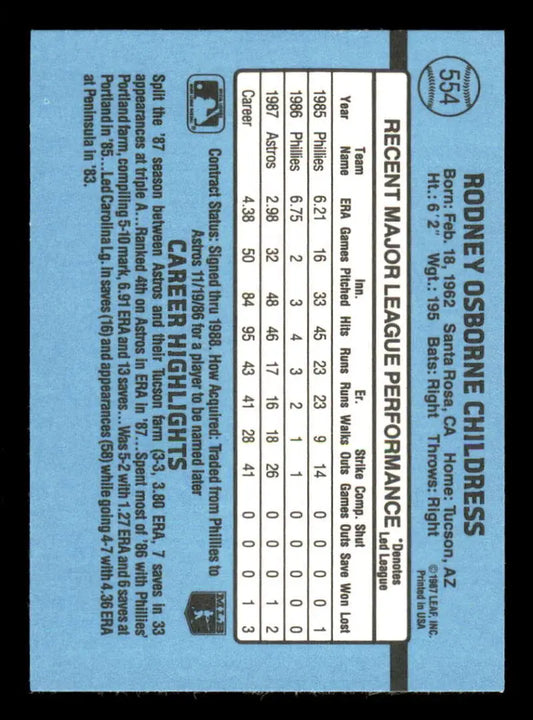 554
RODNEY OSBORNE CHILDRESS
Born: Feb. 18, 1962 Santa Rosa, CA Home: Tucson, AZ
Ht.: 6'2" Wgt.: 195 Bats: Right Throws: Right
©1987 LEAF, INC.
Printed in USA
RECENT MAJOR LEAGUE PERFORMANCE *Denotes
Led League
Team Inn. Er. Strike Comp. Shut
Year Name ERA Games Pitched Hits Runs Runs Walks Outs Games Outs Save Won Lost
1985 Phillies 6.21 16 33 45 23 23 9 14 0 0 0 0 1
1986 Phillies 6.75 2 3 4 3 2 1 1 0 0 0 0 0
1987 Astros 2.98 32 48 46 17 16 18 26 0 0 0 1 2
Career 4.38 50 84 95 43 41 28 41 0 0 0 1 3
Contract Status: Signed thru 1988. How Acquired: Traded from Phillies to
Astros 11/19/86 for a player to be named later
MLB
CAREER HIGHLIGHTS
Split the '87 season between Astros and their Tucson farm (3-3, 3.80 ERA, 7 saves in 33
appearances at triple A... Ranked 4th on Astros in ERA in '87... Spent most of '86 with Phillies'
Portland farm, compiling 5-10 mark, 6.91 ERA and 13 saves... Was 5-2 with 1.27 ERA and 6 saves at
Portland in '85... Led Carolina Lg. in saves (16) and appearances (58) while going 4-7 with 4.36 ERA
at Peninsula in '83.